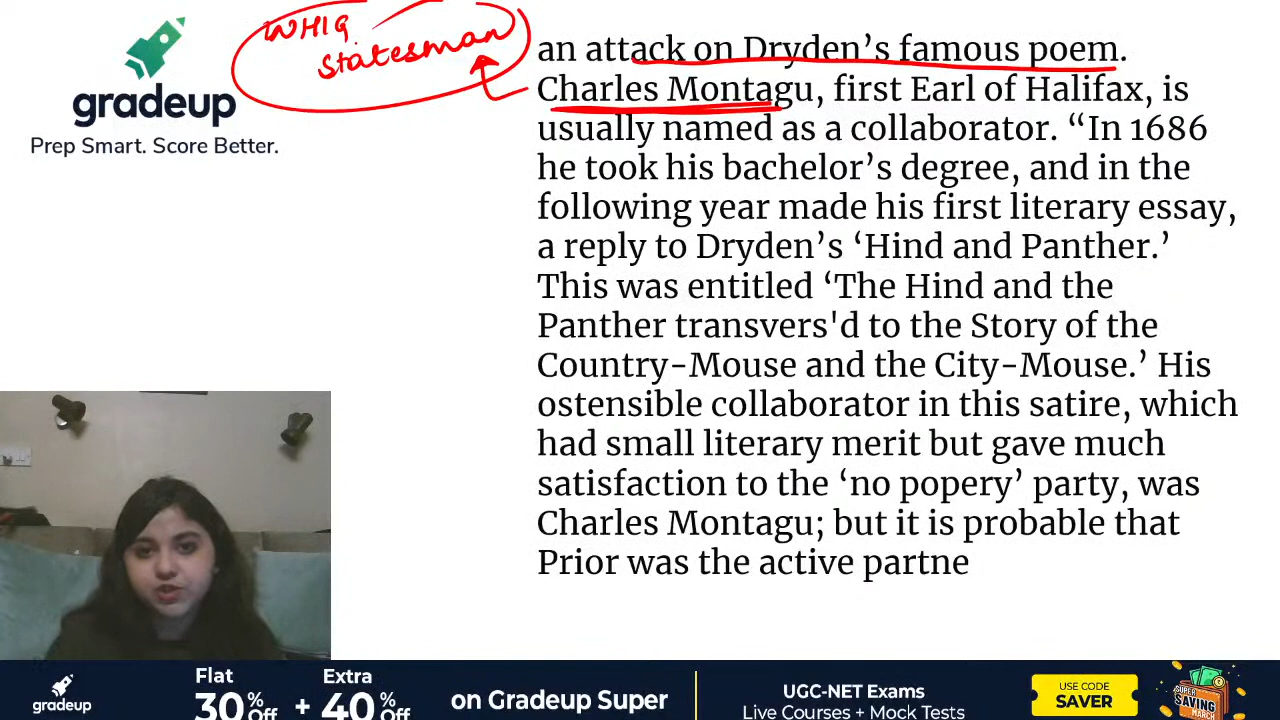 WHIG
statesman
gradeup
Prep Smart. Score Better.
an attack on Dryden’s famous poem.
Charles Montagu, first Earl of Halifax, is
usually named as a collaborator. “In 1686
he took his bachelor’s degree, and in the
following year made his first literary essay,
a reply to Dryden’s ‘Hind and Panther.’
This was entitled ‘The Hind and the
Panther transvers'd to the Story of the
Country-Mouse and the City-Mouse.’ His
ostensible collaborator in this satire, which
had small literary merit but gave much
satisfaction to the ‘no popery’ party, was
Charles Montagu; but it is probable that
Prior was the active partne
gradeup
Flat
30% Off
+
Extra
40% Off
on Gradeup Super
UGC-NET Exams
Live Courses + Mock Tests
USE CODE
SAVER
SUPER
SAVING
MARCH